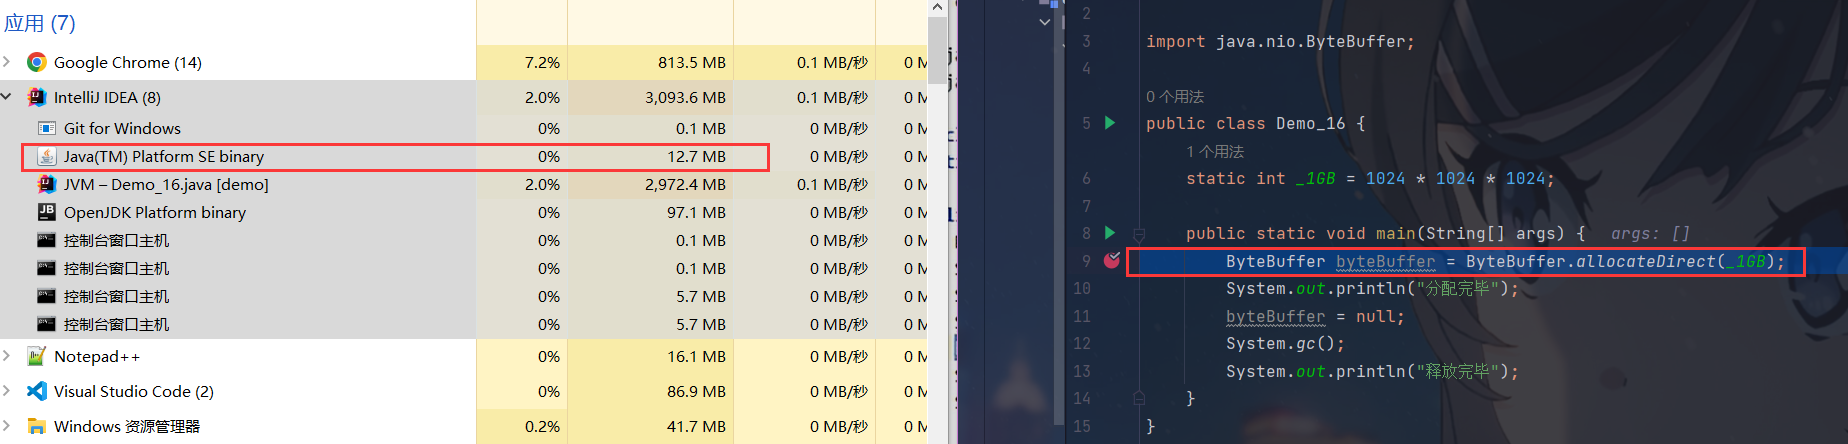 应用 (7)
Google Chrome (14) 7.2% 813.5 MB 0.1 MB/秒 0 M
IntelliJ IDEA (8) 2.0% 3,093.6 MB 0.1 MB/秒 0 M
Git for Windows 0% 0.1 MB 0 MB/秒 0 M
Java(TM) Platform SE binary 0% 12.7 MB 0 MB/秒 0 M
JVM – Demo_16.java [demo] 2.0% 2,972.4 MB 0.1 MB/秒 0 M
OpenJDK Platform binary 0% 97.1 MB 0 MB/秒 0 M
控制台窗口主机 0% 0.1 MB 0 MB/秒 0 M
控制台窗口主机 0% 0.1 MB 0 MB/秒 0 M
控制台窗口主机 0% 5.7 MB 0 MB/秒 0 M
控制台窗口主机 0% 5.7 MB 0 MB/秒 0 M
Notepad++ 0% 16.1 MB 0 MB/秒 0 M
Visual Studio Code (2) 0% 86.9 MB 0 MB/秒 0 M
Windows 资源管理器 0.2% 41.7 MB 0 MB/秒 0 M
2
3 import java.nio.ByteBuffer;
4
0 个用法
5 public class Demo_16 {
1 个用法
6 static int _1GB = 1024 * 1024 * 1024;
7
8 public static void main(String[] args) { args: []
9 ByteBuffer byteBuffer = ByteBuffer.allocateDirect(_1GB);
10 System.out.println("分配完毕");
11 byteBuffer = null;
12 System.gc();
13 System.out.println("释放完毕");
14 }
15 }